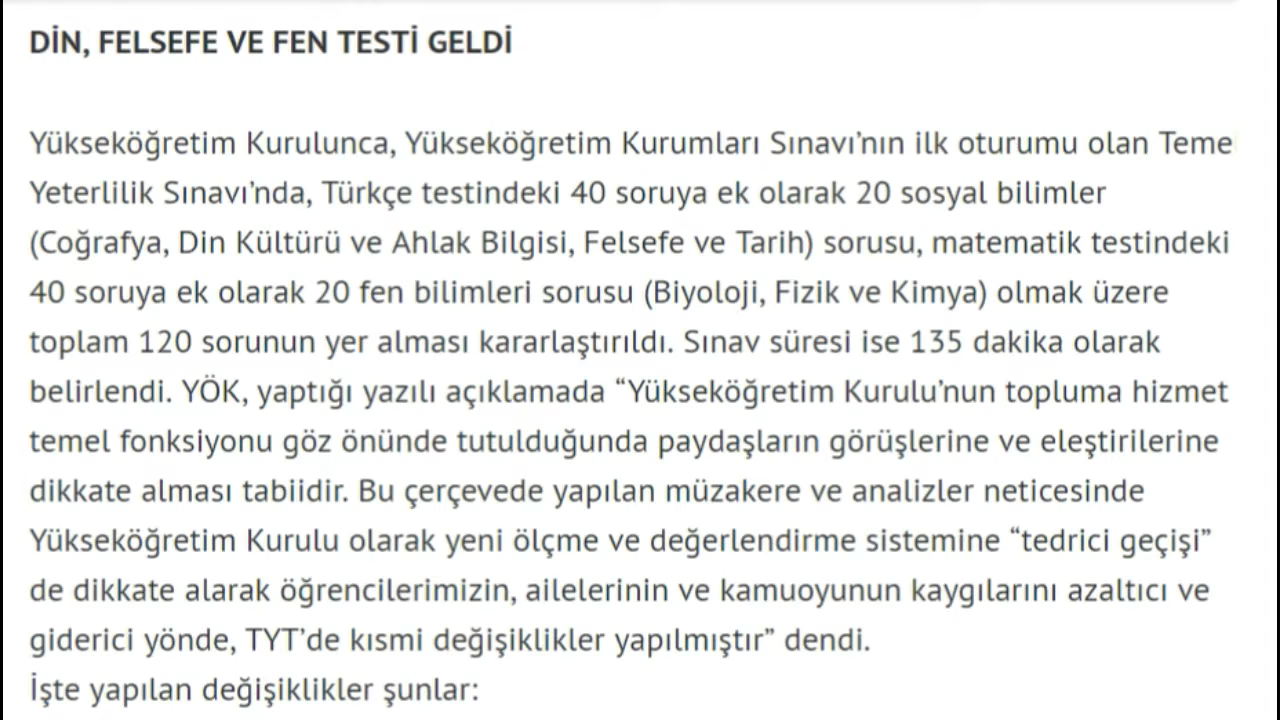 DİN, FELSEFE VE FEN TESTİ GELDİ
Yükseköğretim Kurulunca, Yükseköğretim Kurumları Sınavı’nın ilk oturumu olan Teme
Yeterlilik Sınavı’nda, Türkçe testindeki 40 soruya ek olarak 20 sosyal bilimler
(Coğrafya, Din Kültürü ve Ahlak Bilgisi, Felsefe ve Tarih) sorusu, matematik testindeki
40 soruya ek olarak 20 fen bilimleri sorusu (Biyoloji, Fizik ve Kimya) olmak üzere
toplam 120 sorunun yer alması kararlaştırıldı. Sınav süresi ise 135 dakika olarak
belirlendi. YÖK, yaptığı yazılı açıklamada “Yükseköğretim Kurulu’nun topluma hizmet
temel fonksiyonu göz önünde tutulduğunda paydaşların görüşlerine ve eleştirilerine
dikkate alması tabiidir. Bu çerçevede yapılan müzakere ve analizler neticesinde
Yükseköğretim Kurulu olarak yeni ölçme ve değerlendirme sistemine “tedrici geçişi”
de dikkate alarak öğrencilerimizin, ailelerinin ve kamuoyunun kaygılarını azaltıcı ve
giderici yönde, TYT’de kısmi değişiklikler yapılmıştır” dendi.
İşte yapılan değişiklikler şunlar: